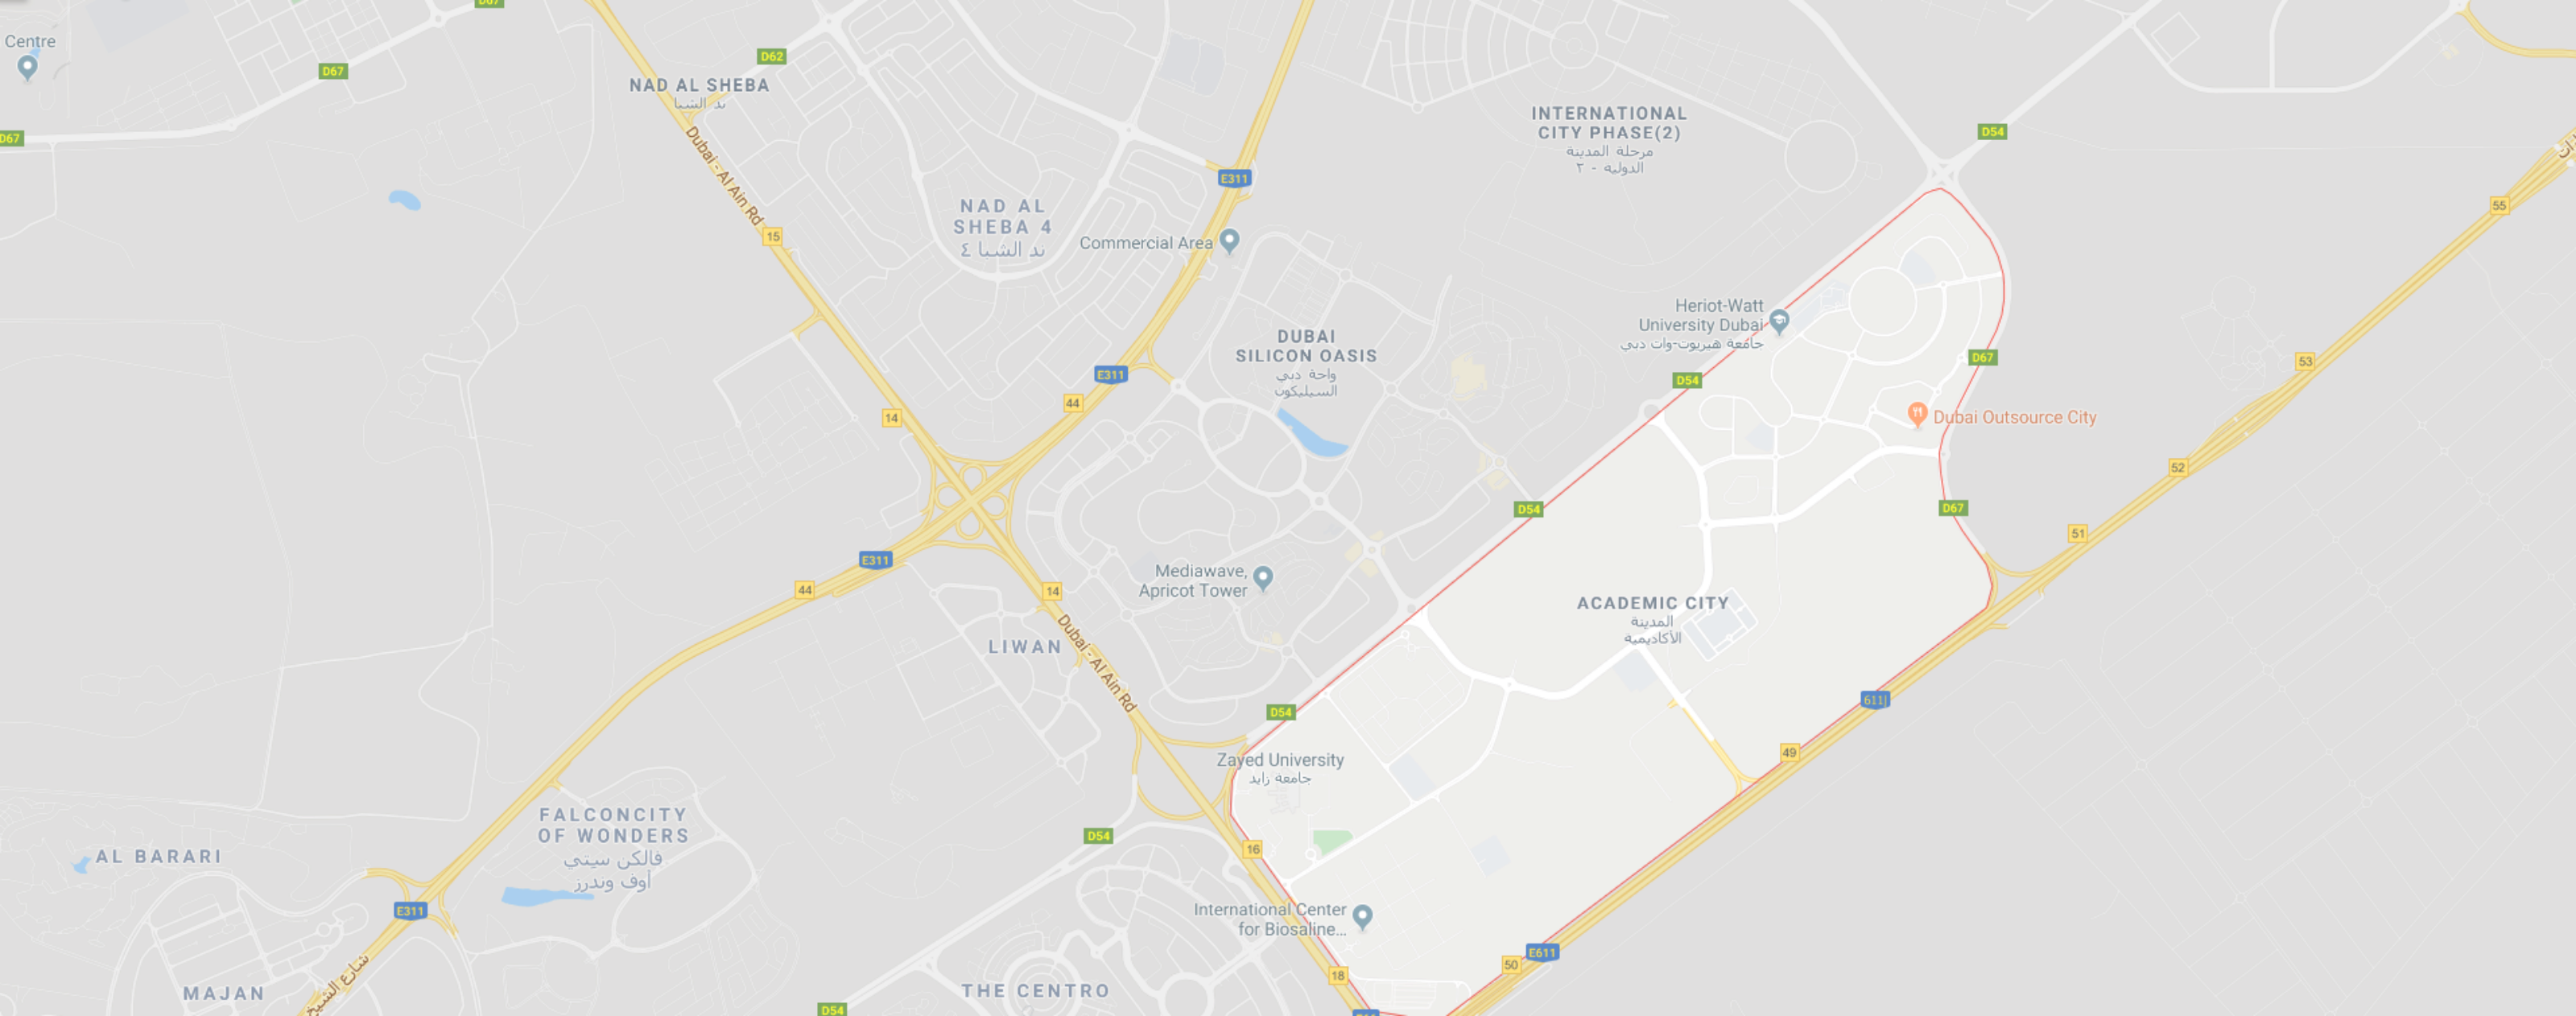 Centre
D67
D67
D67
D62
NAD AL SHEBA
ند الشبا
Dubai - Al Ain Rd
15
NAD AL
SHEBA 4
ند الشبا ٤
E311
Commercial Area
INTERNATIONAL
CITY PHASE(2)
مرحلة المدينة
الدولية - ٢
D54
55
53
Heriot-Watt
University Dubai
جامعة هيريوت-وات دبي
DUBAI
SILICON OASIS
واحة دبي
السيليكون
E311
44
14
D54
D67
Dubai Outsource City
52
D54
D67
51
E311
44
14
Mediawave,
Apricot Tower
ACADEMIC CITY
المدينة
الأكاديمية
LIWAN
Dubai - Al Ain Rd
D54
611|
49
Zayed University
جامعة زايد
FALCONCITY
OF WONDERS
فالكن سيتي
أوف وندرز
D54
16
AL BARARI
E311
International Center
for Biosaline...
E611
50
18
شارع الشيخ
MAJAN
THE CENTRO
D54